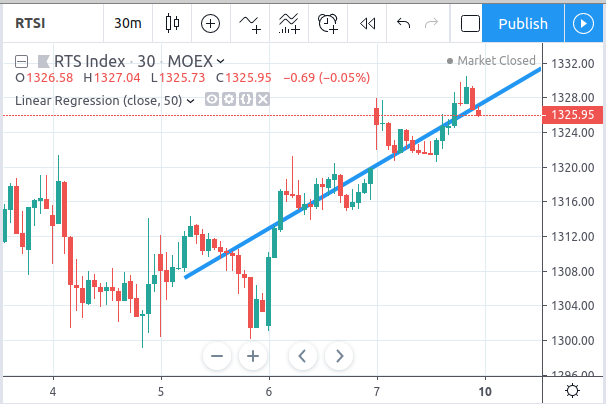 RTSI 30m Publish
RTS Index · 30 · MOEX
Market Closed
O1326.58 H1327.04 L1325.73 C1325.95 −0.69 (−0.05%)
Linear Regression (close, 50)
1332.00
1328.00
1325.95
1324.00
1320.00
1316.00
1312.00
1308.00
1304.00
1300.00
1296.00
4 5 6 7 10